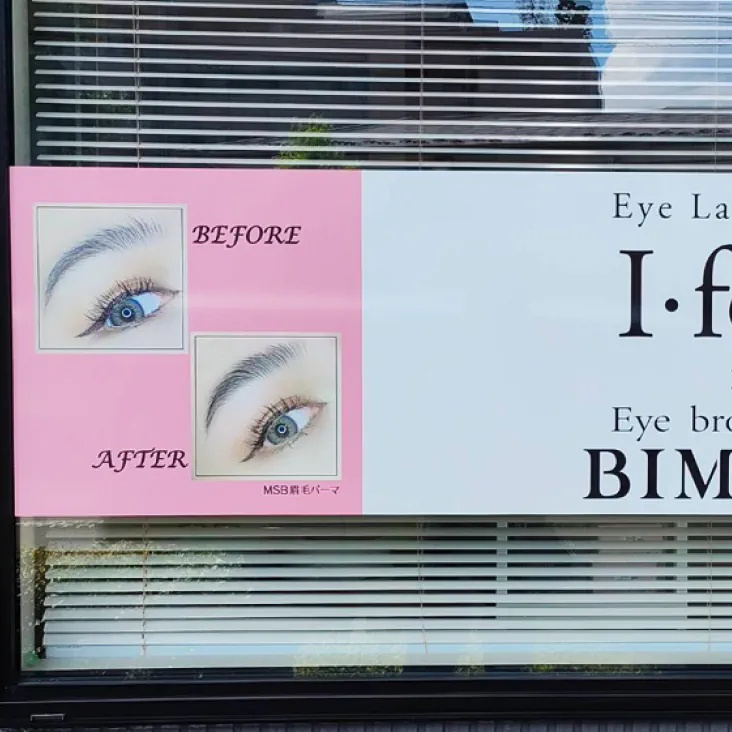 BEFORE
AFTER
MSB眉毛パーマ
Eye La
I·f
Eye bro
BIM